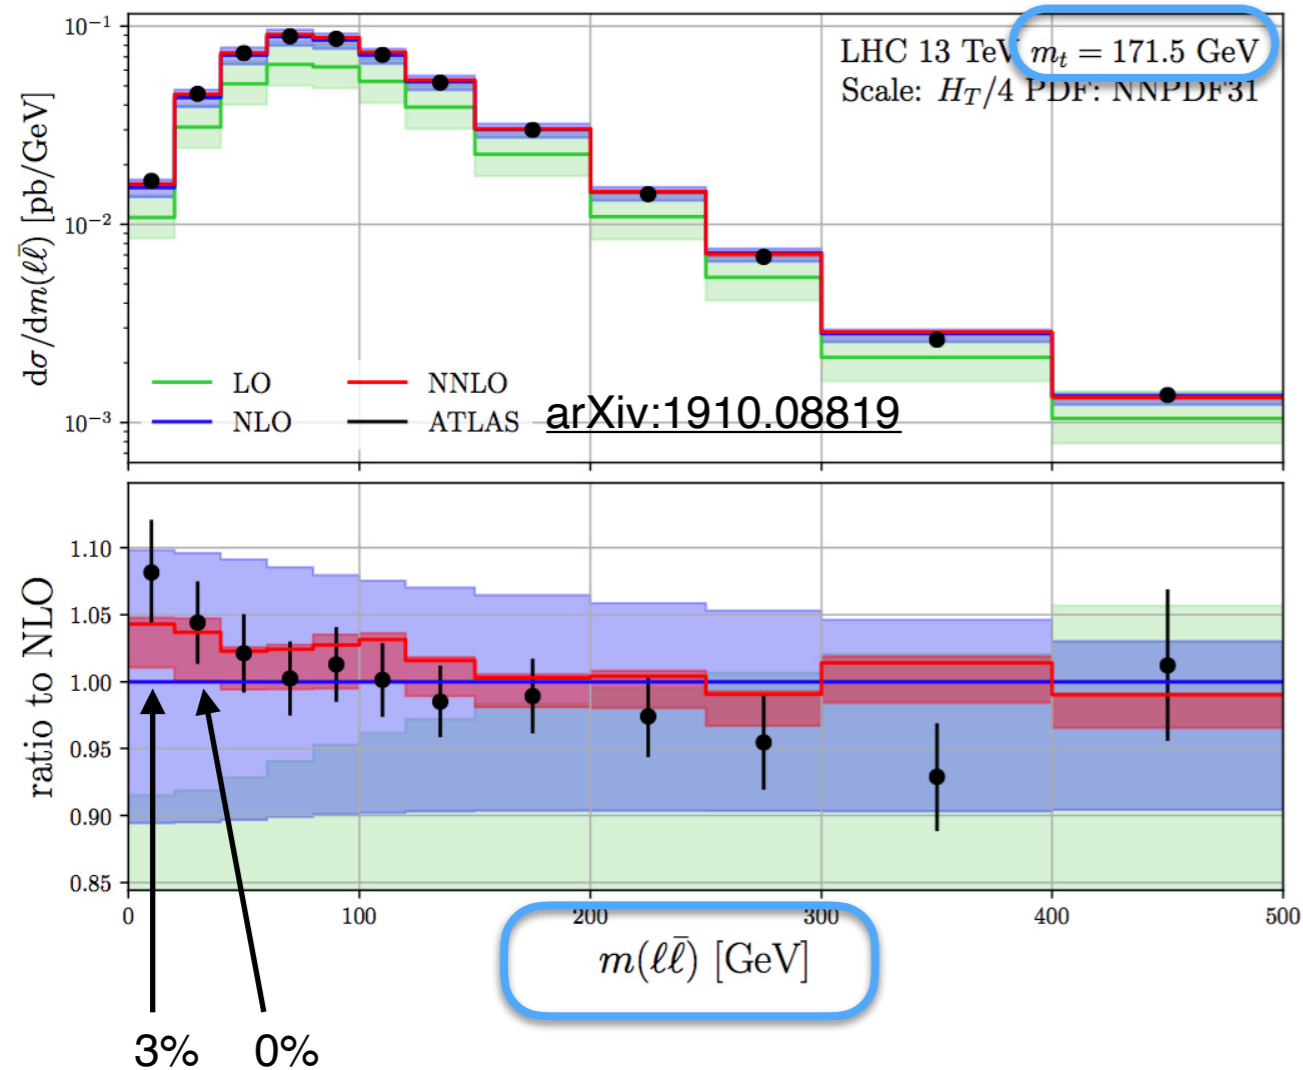 10⁻¹
LHC 13 TeV m_t = 171.5 GeV
Scale: H_T/4 PDF: NNPDF31
dσ/dm(ℓℓ̄) [pb/GeV]
10⁻²
LO
NNLO
NLO
ATLAS
arXiv:1910.08819
10⁻³
ratio to NLO
1.10
1.05
1.00
0.95
0.90
0.85
0 100 200 300 400 500
m(ℓℓ̄) [GeV]
3% 0%